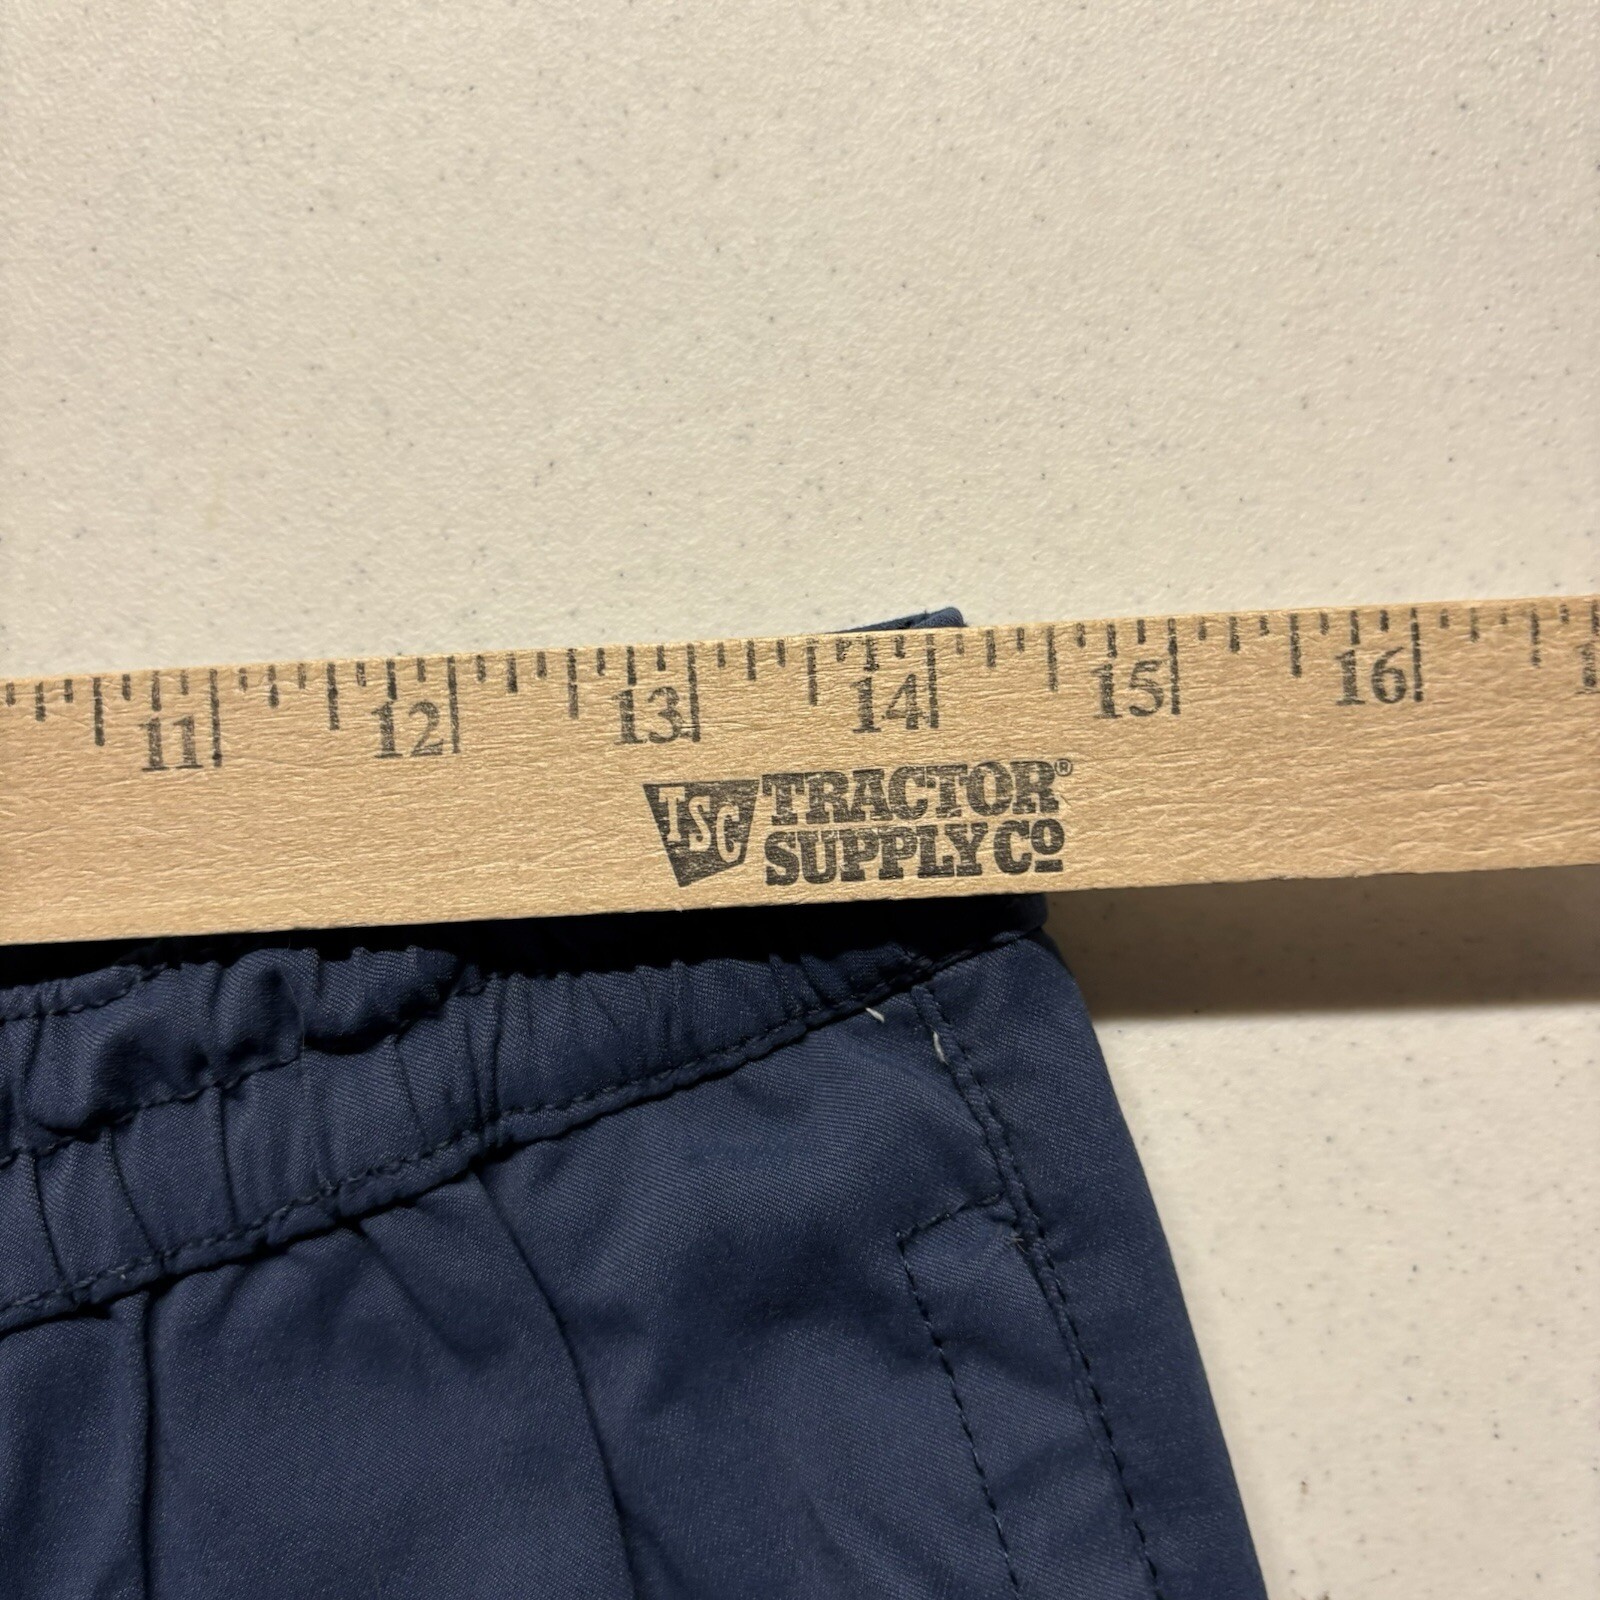 11 12 13 14 15 16
TSC TRACTOR®
SUPPLY Cº